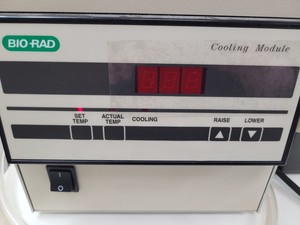 BIO-RAD
Cooling Module
SET TEMP
ACTUAL TEMP
COOLING
RAISE
LOWER